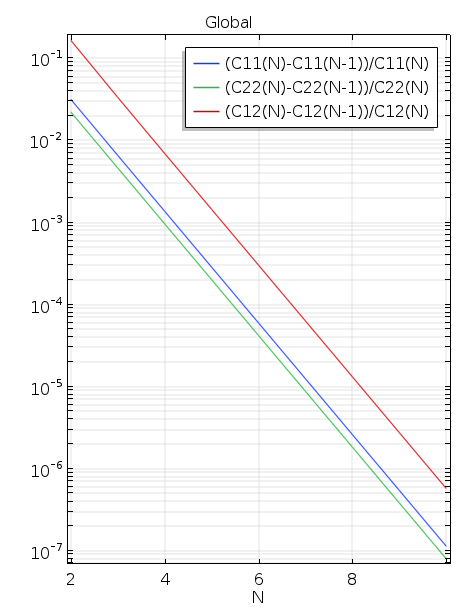 Global
(C11(N)-C11(N-1))/C11(N)
(C22(N)-C22(N-1))/C22(N)
(C12(N)-C12(N-1))/C12(N)
10⁻¹
10⁻²
10⁻³
10⁻⁴
10⁻⁵
10⁻⁶
10⁻⁷
2 4 6 8
N